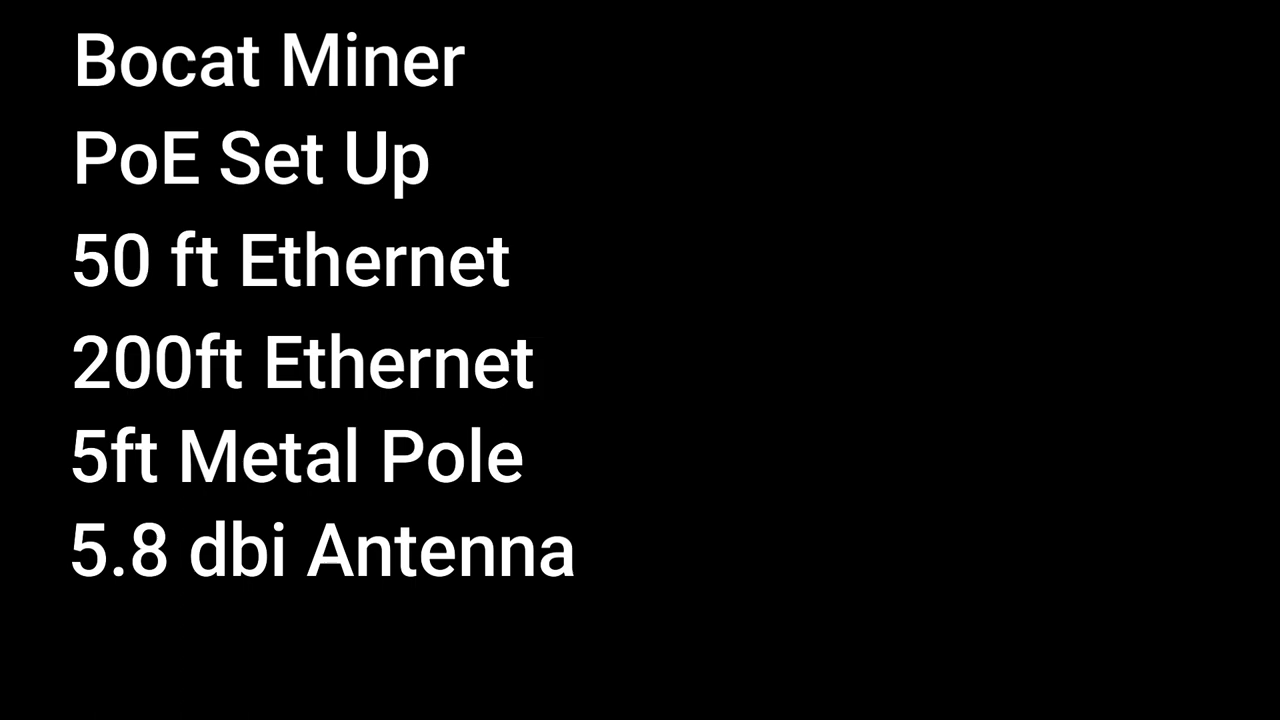 Bocat Miner
PoE Set Up
50 ft Ethernet
200ft Ethernet
5ft Metal Pole
5.8 dbi Antenna